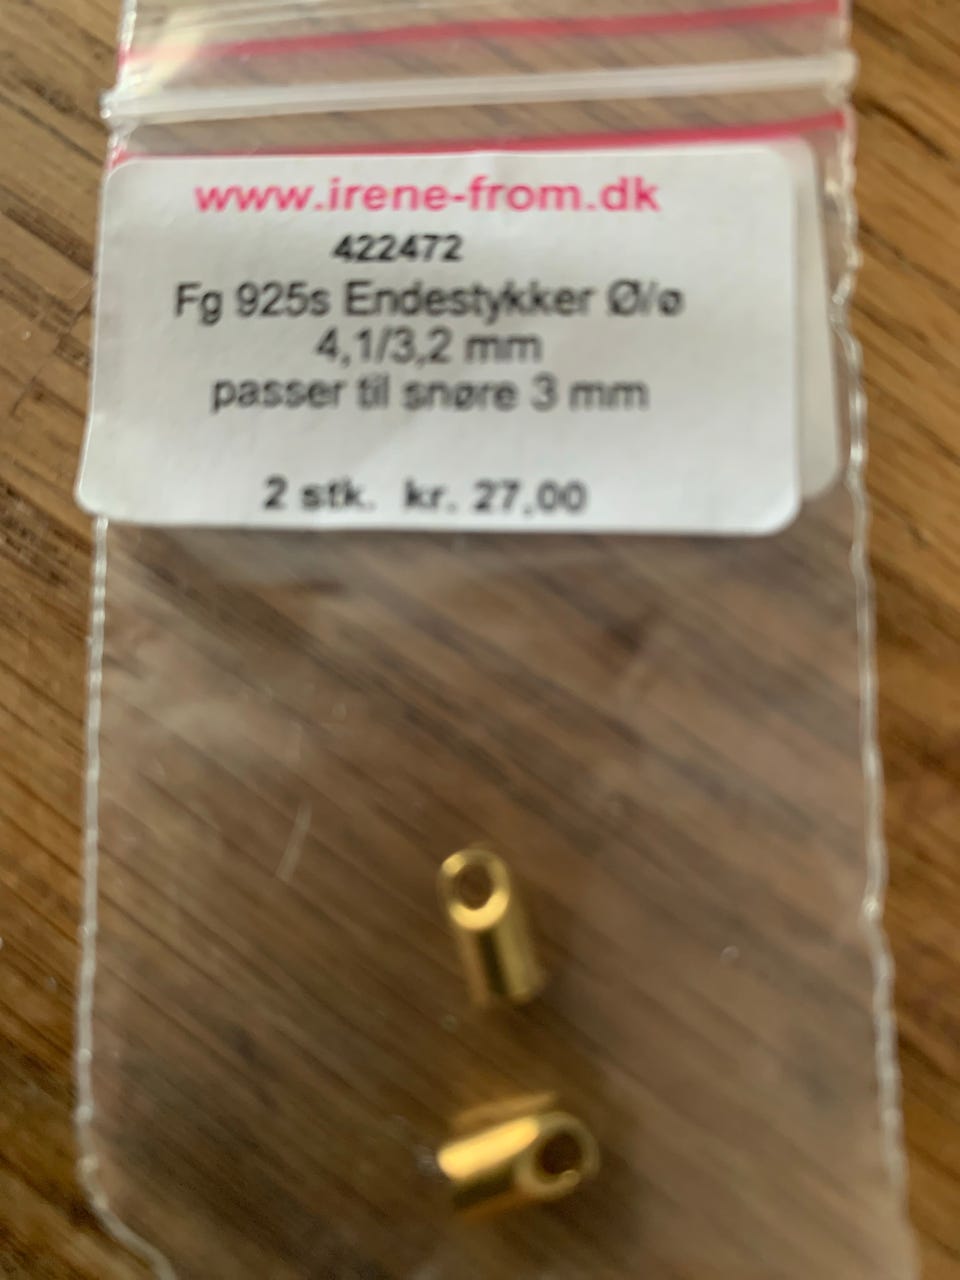 www.irene-from.dk
422472
Fg 925s Endestykker Ø/ø
4,1/3,2 mm
passer til snøre 3 mm
2 stk. kr. 27,00